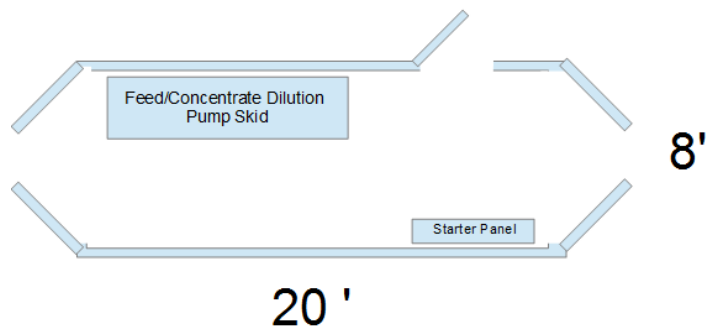 Feed/Concentrate Dilution
Pump Skid
8'
Starter Panel
20 '